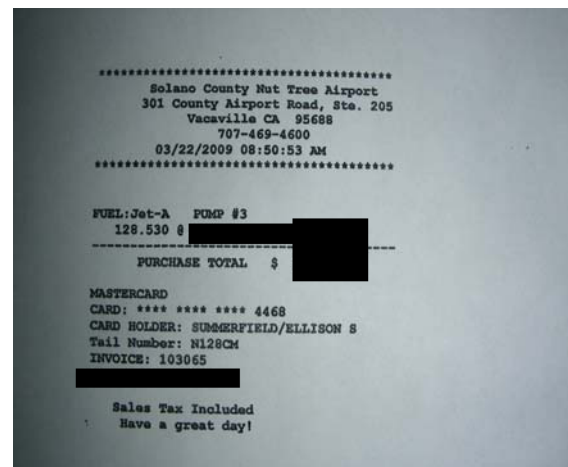 ****************************************
Solano County Nut Tree Airport
301 County Airport Road, Ste. 205
Vacaville CA 95688
707-469-4600
03/22/2009 08:50:53 AM
****************************************
FUEL:Jet-A PUMP #3
128.530 @
----------------------------------------
PURCHASE TOTAL $
MASTERCARD
CARD: **** **** **** 4468
CARD HOLDER: SUMMERFIELD/ELLISON S
Tail Number: N128CM
INVOICE: 103065
Sales Tax Included
Have a great day!